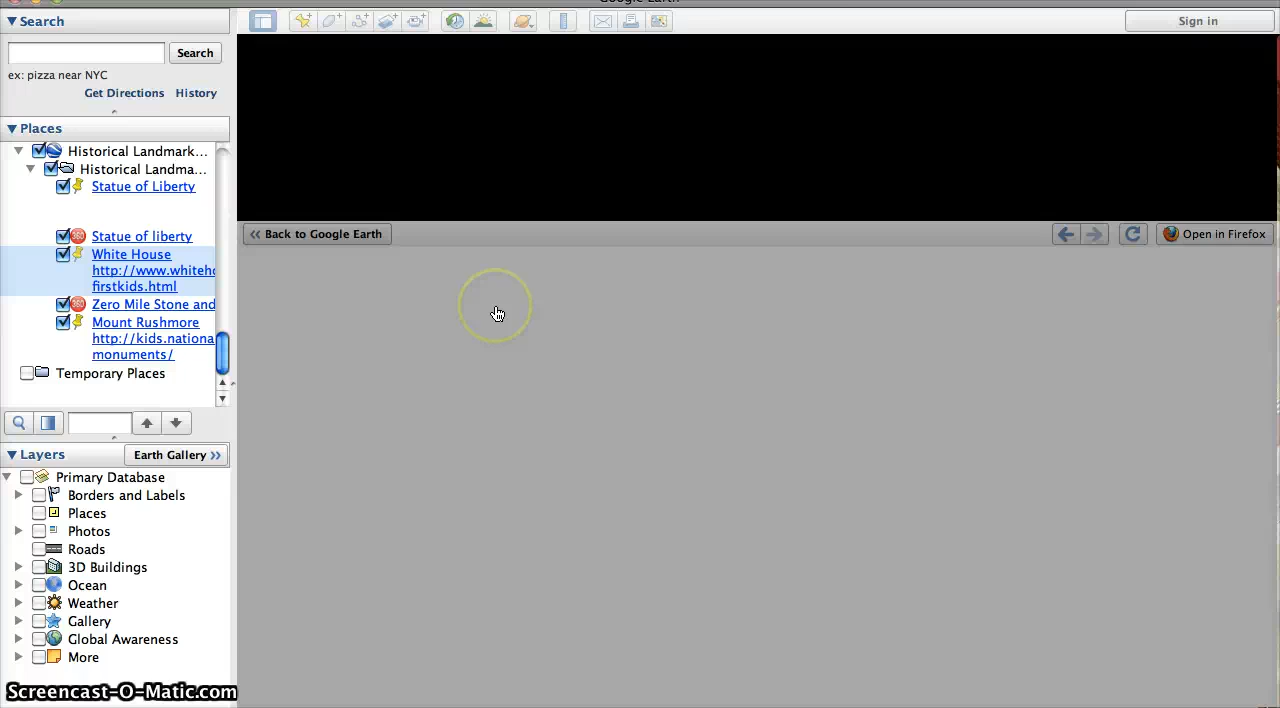 Google Earth
Search
Sign in
Search
ex: pizza near NYC
Get Directions History
Places
Historical Landmark...
Historical Landma...
Statue of Liberty
Statue of liberty
White House
http://www.whiteho
firstkids.html
Zero Mile Stone and
Mount Rushmore
http://kids.nationa
monuments/
Temporary Places
Back to Google Earth
Open in Firefox
Layers
Earth Gallery
Primary Database
Borders and Labels
Places
Photos
Roads
3D Buildings
Ocean
Weather
Gallery
Global Awareness
More
Screencast-O-Matic.com